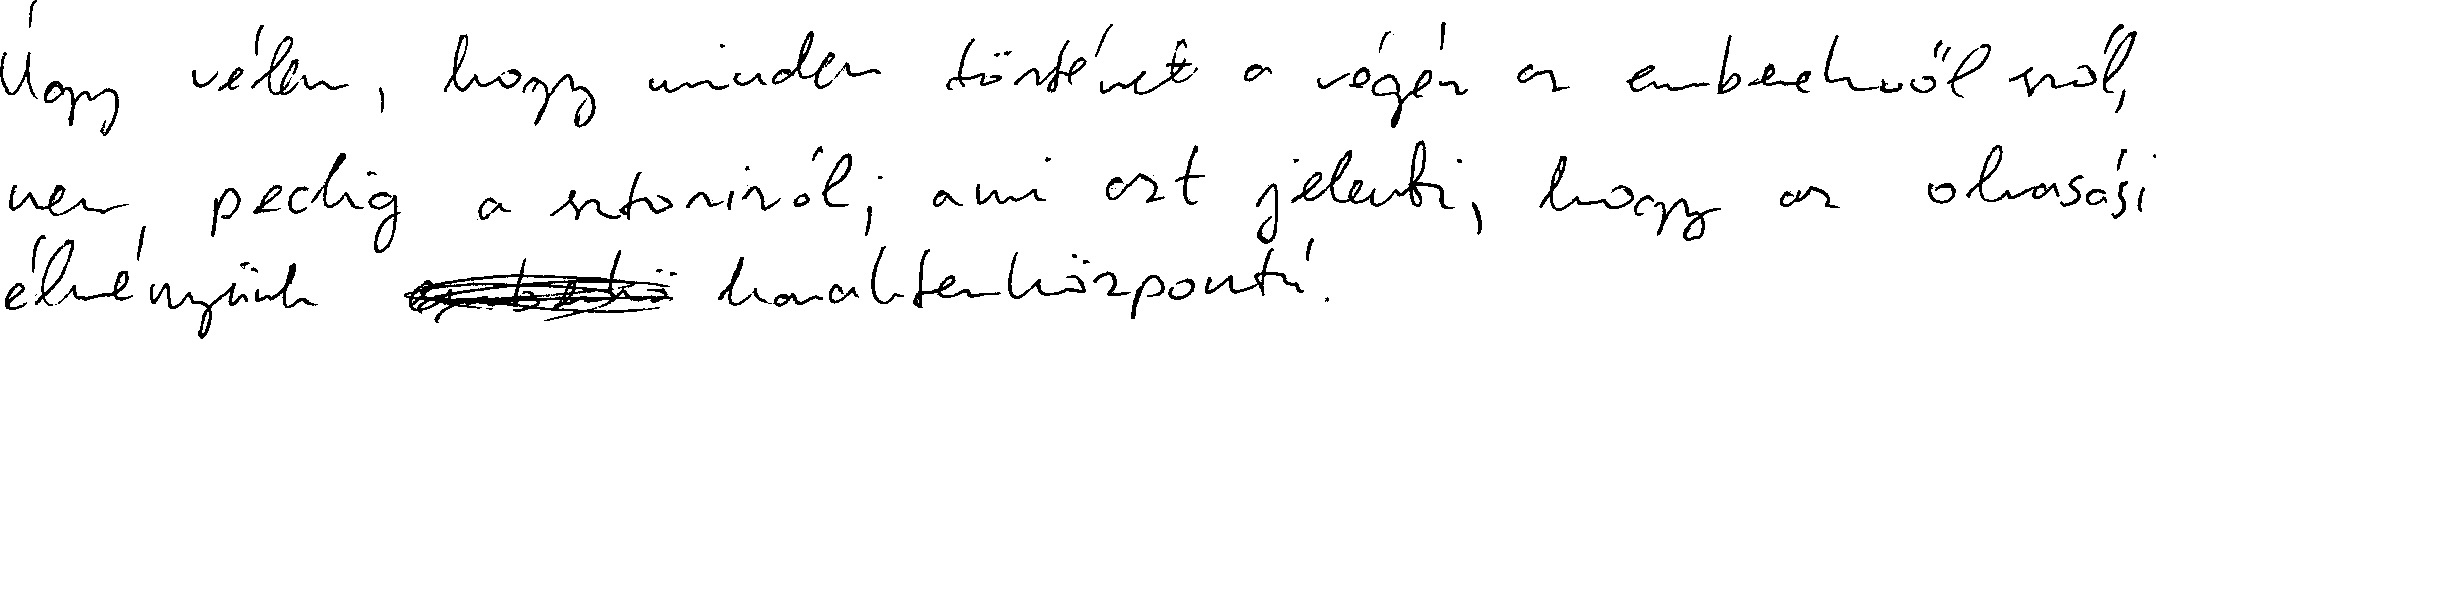 Úgy vélem, hogy minden történet a végén az emberekről szól,
nem pedig a sztoriról; ami azt jelenti, hogy az olvasási
élményünk karakterközpontú.